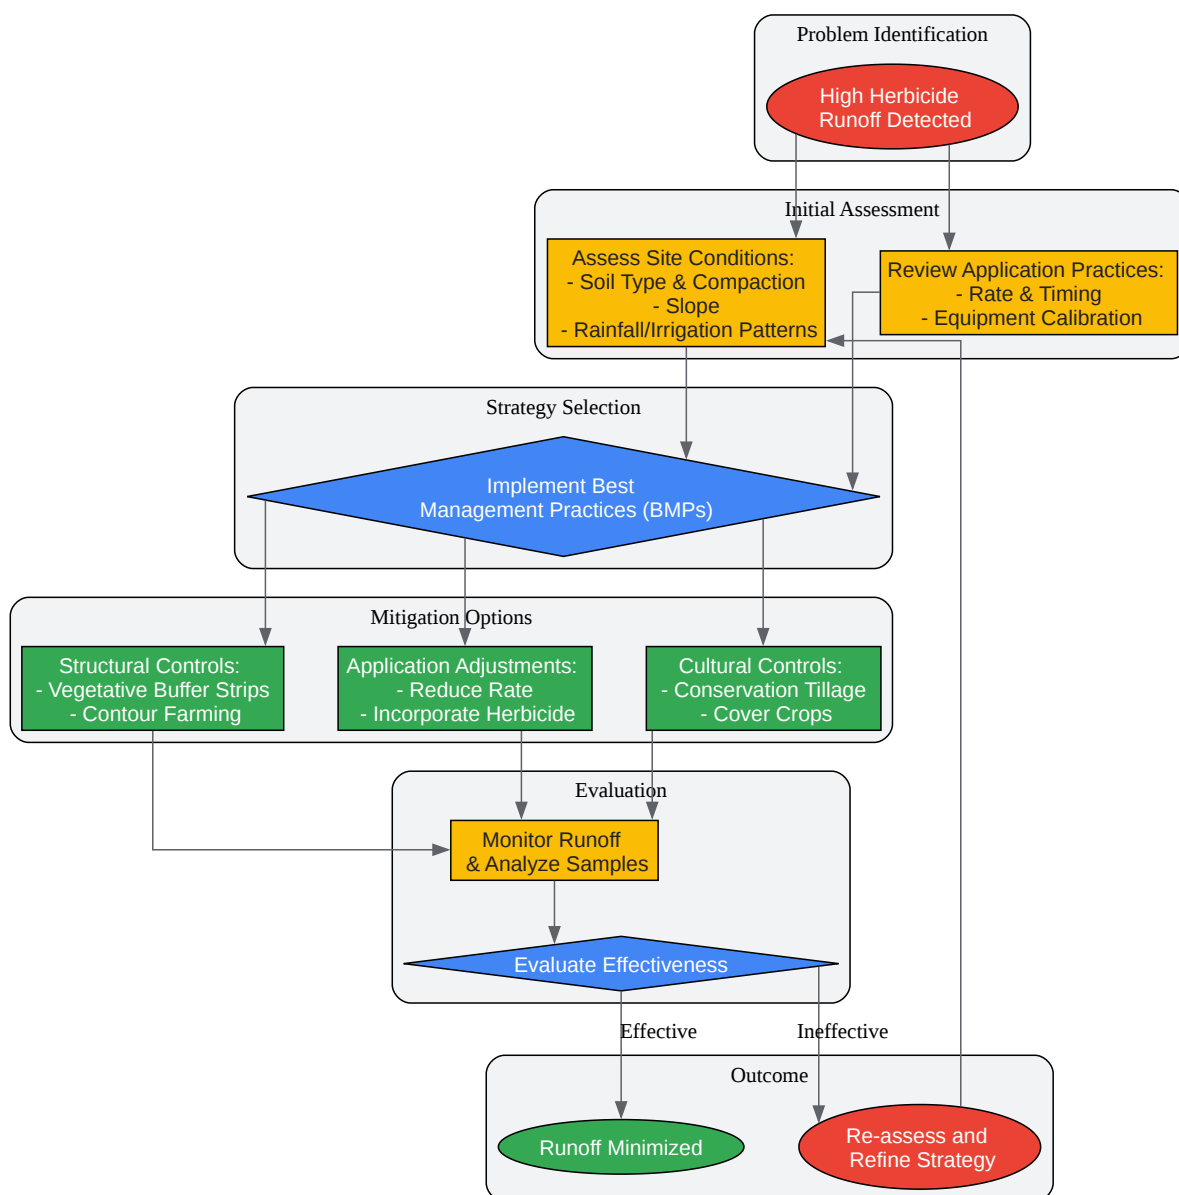 Problem Identification
High Herbicide
Runoff Detected
Initial Assessment
Assess Site Conditions:
- Soil Type & Compaction
- Slope
- Rainfall/Irrigation Patterns
Review Application Practices:
- Rate & Timing
- Equipment Calibration
Strategy Selection
Implement Best
Management Practices (BMPs)
Mitigation Options
Structural Controls:
- Vegetative Buffer Strips
- Contour Farming
Application Adjustments:
- Reduce Rate
- Incorporate Herbicide
Cultural Controls:
- Conservation Tillage
- Cover Crops
Evaluation
Monitor Runoff
& Analyze Samples
Evaluate Effectiveness
Effective
Ineffective
Outcome
Runoff Minimized
Re-assess and
Refine Strategy